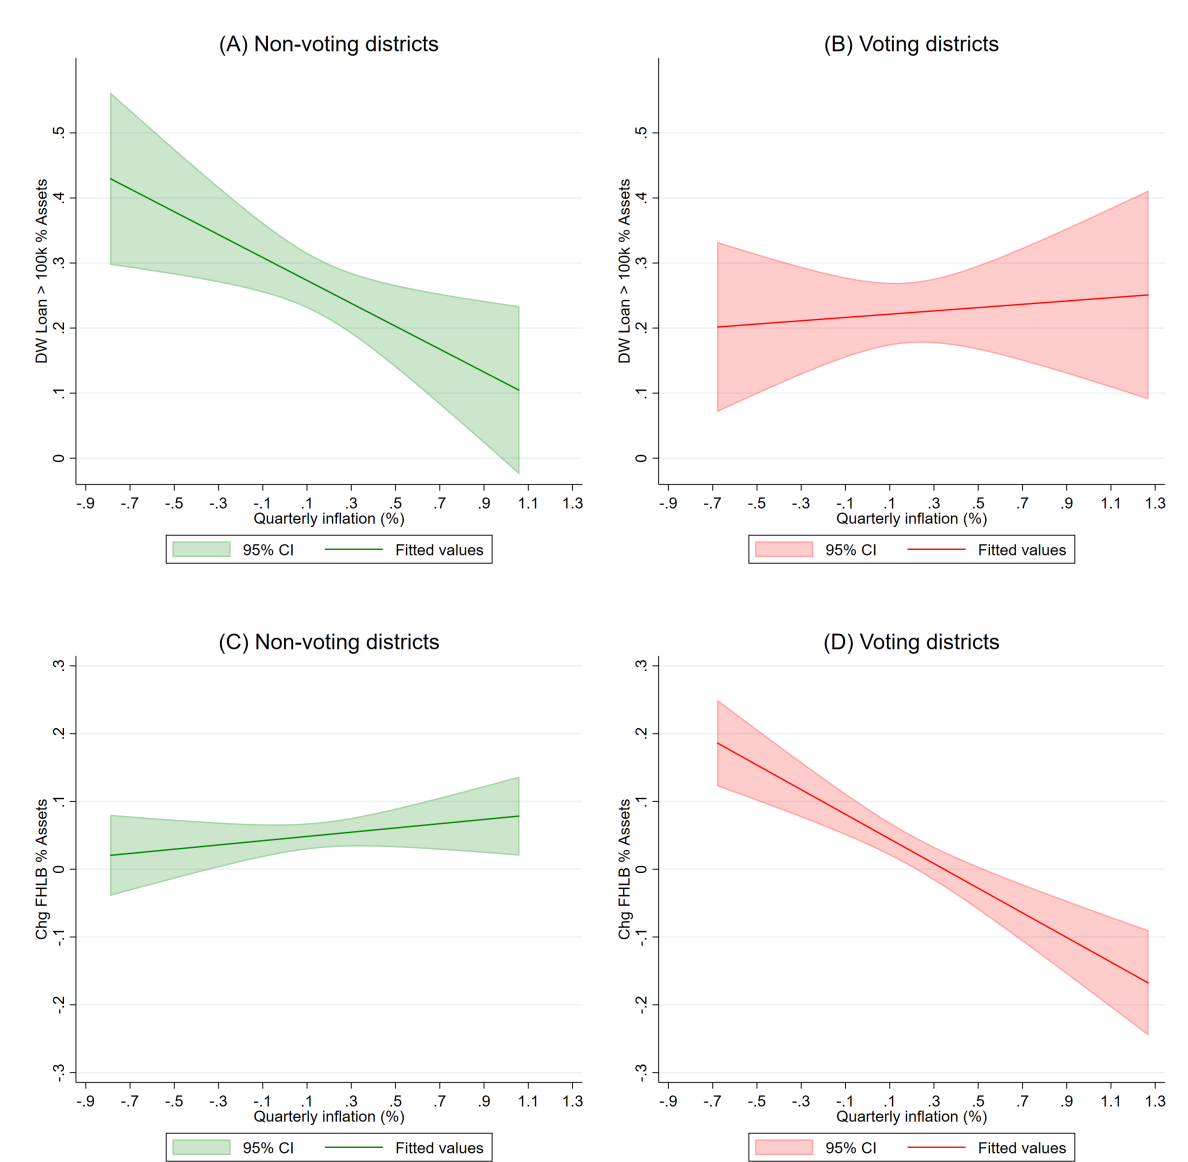 (A) Non-voting districts
DW Loan > 100k % Assets
.5
.4
.3
.2
.1
0
-.9 -.7 -.5 -.3 -.1 .1 .3 .5 .7 .9 1.1 1.3
Quarterly inflation (%)
95% CI Fitted values
(B) Voting districts
DW Loan > 100k % Assets
.5
.4
.3
.2
.1
0
-.9 -.7 -.5 -.3 -.1 .1 .3 .5 .7 .9 1.1 1.3
Quarterly inflation (%)
95% CI Fitted values
(C) Non-voting districts
Chg FHLB % Assets
.3
.2
.1
0
-.1
-.2
-.3
-.9 -.7 -.5 -.3 -.1 .1 .3 .5 .7 .9 1.1 1.3
Quarterly inflation (%)
95% CI Fitted values
(D) Voting districts
Chg FHLB % Assets
.3
.2
.1
0
-.1
-.2
-.3
-.9 -.7 -.5 -.3 -.1 .1 .3 .5 .7 .9 1.1 1.3
Quarterly inflation (%)
95% CI Fitted values